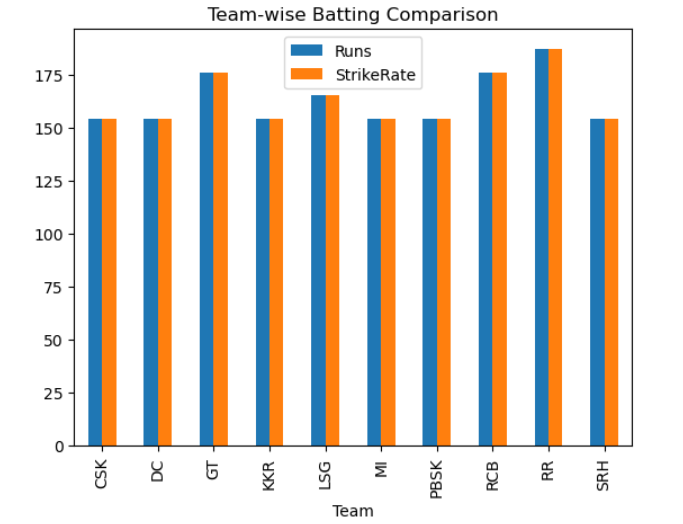 Team-wise Batting Comparison
Runs
StrikeRate
175
150
125
100
75
50
25
0
CSK
DC
GT
KKR
LSG
MI
PBSK
RCB
RR
SRH
Team